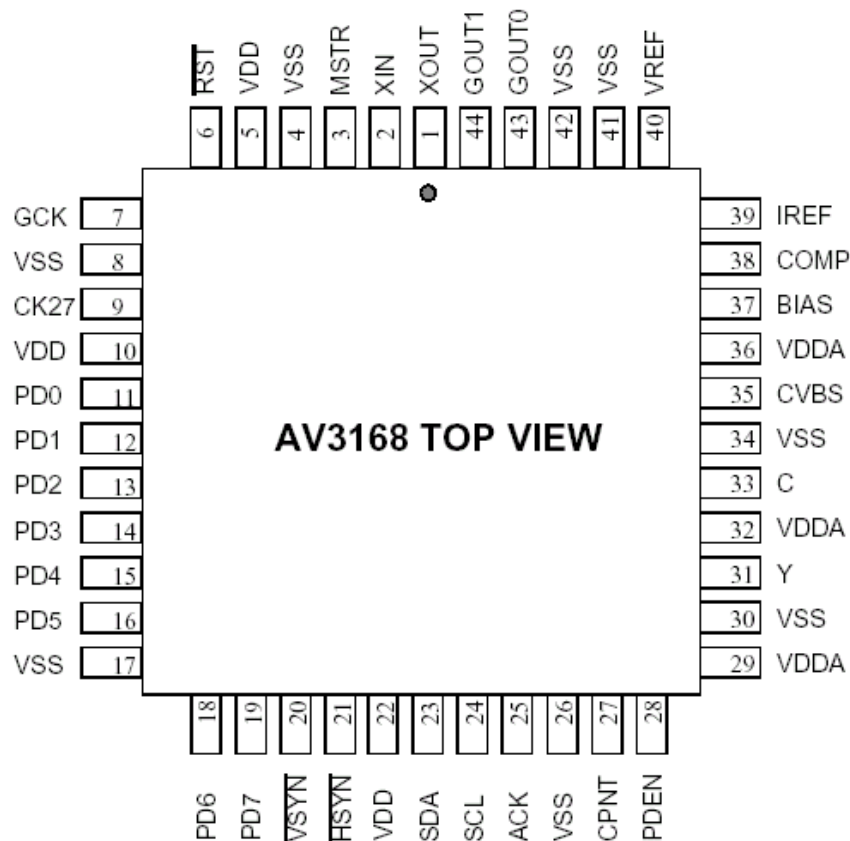 RST VDD VSS MSTR XIN XOUT GOUT1 GOUT0 VSS VSS VREF
6 5 4 3 2 1 44 43 42 41 40
GCK 7 39 IREF
VSS 8 38 COMP
CK27 9 37 BIAS
VDD 10 36 VDDA
PD0 11 35 CVBS
PD1 12 AV3168 TOP VIEW 34 VSS
PD2 13 33 C
PD3 14 32 VDDA
PD4 15 31 Y
PD5 16 30 VSS
VSS 17 29 VDDA
18 19 20 21 22 23 24 25 26 27 28
PD6 PD7 VSYN HSYN VDD SDA SCL ACK VSS CPNT PDEN